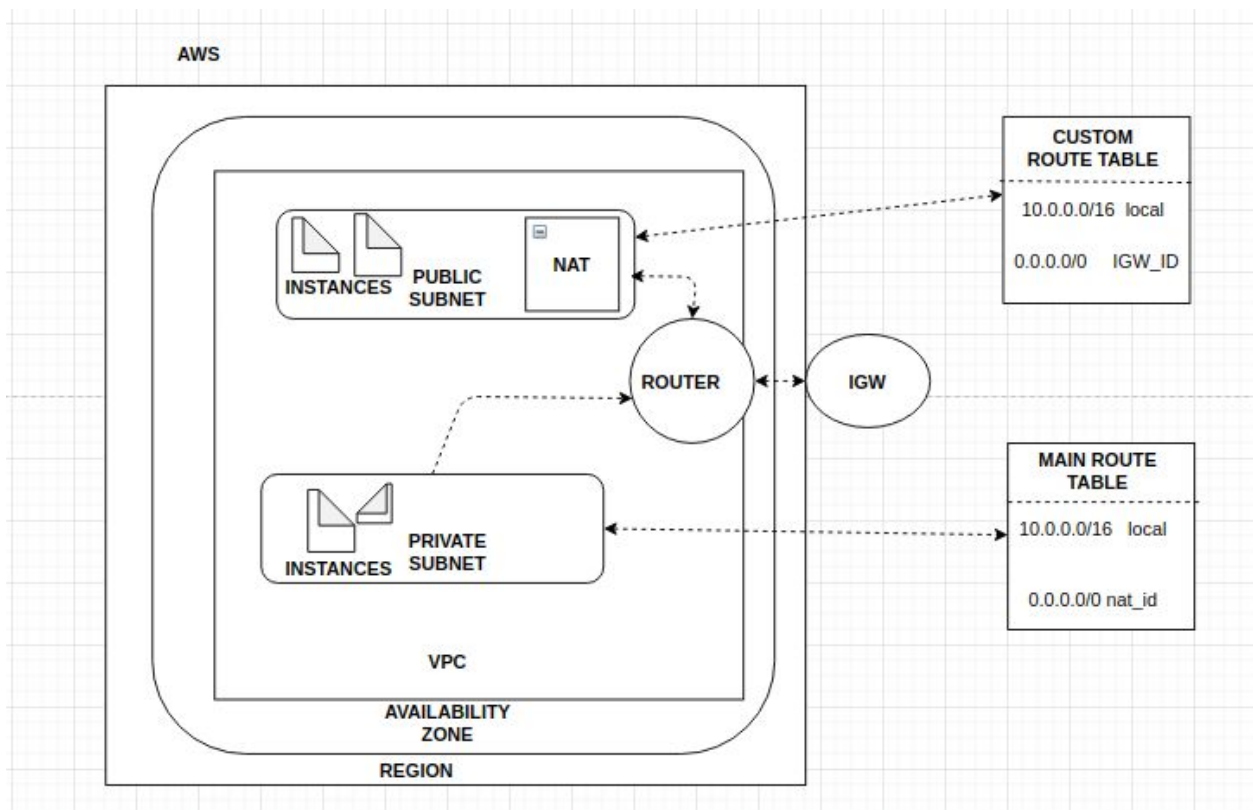 AWS
CUSTOM
ROUTE TABLE
10.0.0.0/16 local
0.0.0.0/0 IGW_ID
INSTANCES
PUBLIC
SUBNET
NAT
ROUTER
IGW
MAIN ROUTE
TABLE
10.0.0.0/16 local
0.0.0.0/0 nat_id
INSTANCES
PRIVATE
SUBNET
VPC
AVAILABILITY
ZONE
REGION